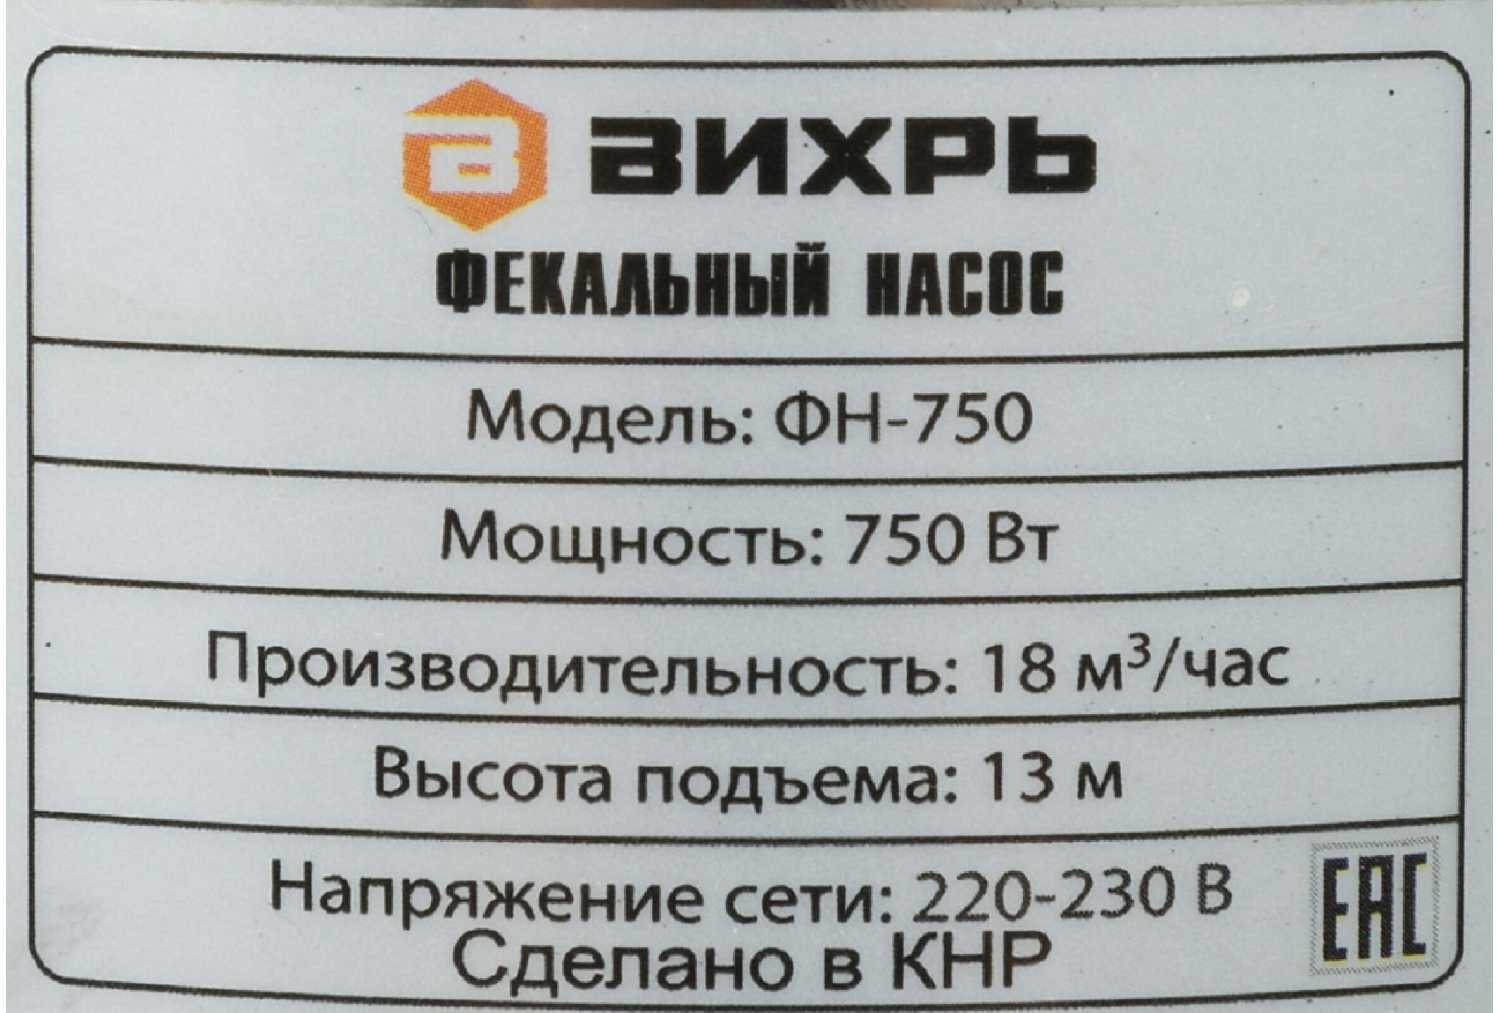 ВИХРЬ
ФЕКАЛЬНЫЙ НАСОС
Модель: ФН-750
Мощность: 750 Вт
Производительность: 18 м³/час
Высота подъема: 13 м
Напряжение сети: 220-230 В
Сделано в КНР
EAC